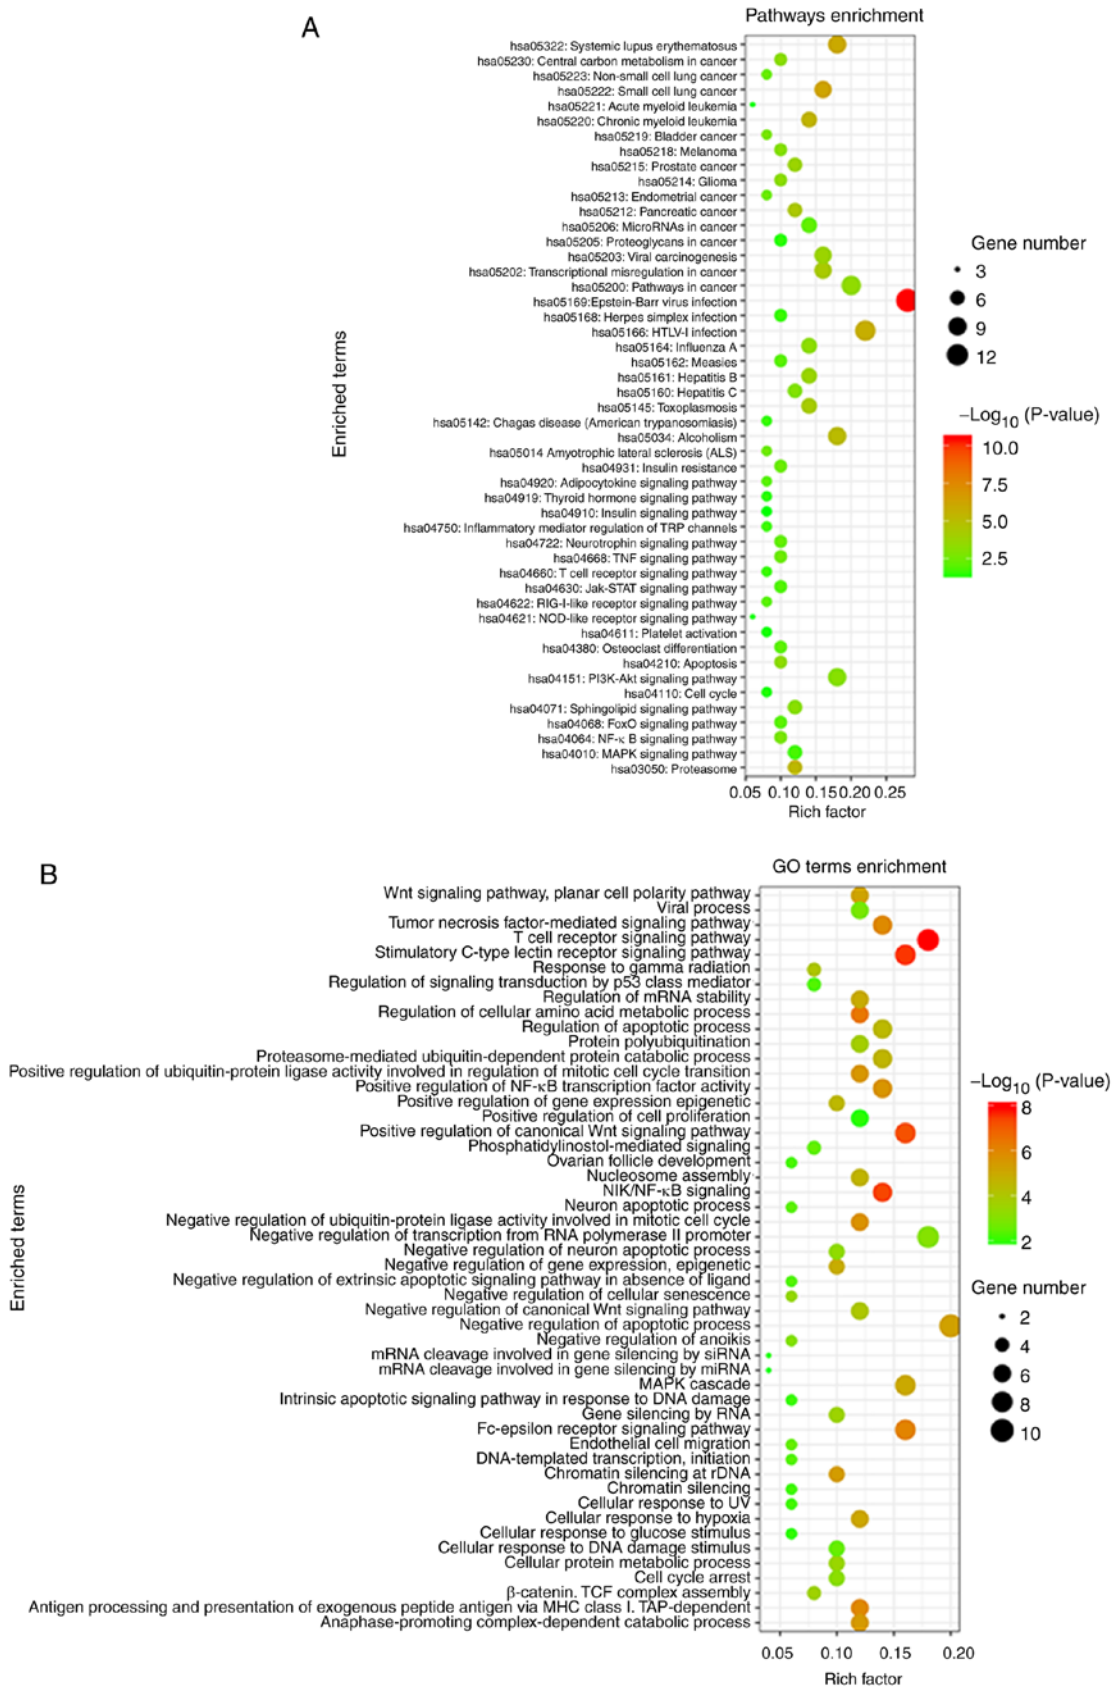 A
Pathways enrichment
hsa05322: Systemic lupus erythematosus
hsa05230: Central carbon metabolism in cancer
hsa05223: Non-small cell lung cancer
hsa05222: Small cell lung cancer
hsa05221: Acute myeloid leukemia
hsa05220: Chronic myeloid leukemia
hsa05219: Bladder cancer
hsa05218: Melanoma
hsa05215: Prostate cancer
hsa05214: Glioma
hsa05213: Endometrial cancer
hsa05212: Pancreatic cancer
hsa05206: MicroRNAs in cancer
hsa05205: Proteoglycans in cancer
hsa05203: Viral carcinogenesis
hsa05202: Transcriptional misregulation in cancer
hsa05200: Pathways in cancer
hsa05169:Epstein-Barr virus infection
hsa05168: Herpes simplex infection
hsa05166: HTLV-I infection
hsa05164: Influenza A
hsa05162: Measies
hsa05161: Hepatitis B
hsa05160: Hepatitis C
hsa05145: Toxoplasmosis
hsa05142: Chagas disease (American trypanosomiasis)
hsa05034: Alcoholism
hsa05014 Amyotrophic lateral sclerosis (ALS)
hsa04931: Insulin resistance
hsa04920: Adipocytokine signaling pathway
hsa04919: Thyroid hormone signaling pathway
hsa04910: Insulin signaling pathway
hsa04750: Inflammatory mediator regulation of TRP channels
hsa04722: Neurotrophin signaling pathway
hsa04668: TNF signaling pathway
hsa04660: T cell receptor signaling pathway
hsa04630: Jak-STAT signaling pathway
hsa04622: RIG-I-like receptor signaling pathway
hsa04621: NOD-like receptor signaling pathway
hsa04611: Platelet activation
hsa04380: Osteoclast differentiation
hsa04210: Apoptosis
hsa04151: PI3K-Akt signaling pathway
hsa04110: Cell cycle
hsa04071: Sphingolipid signaling pathway
hsa04068: FoxO signaling pathway
hsa04064: NF-κ B signaling pathway
hsa04010: MAPK signaling pathway
hsa03050: Proteasome
Enriched terms
0.05 0.10 0.15 0.20 0.25
Rich factor
Gene number
3
6
9
12
−Log10 (P-value)
10.0
7.5
5.0
2.5
B
GO terms enrichment
Wnt signaling pathway, planar cell polarity pathway
Viral process
Tumor necrosis factor-mediated signaling pathway
T cell receptor signaling pathway
Stimulatory C-type lectin receptor signaling pathway
Response to gamma radiation
Regulation of signaling transduction by p53 class mediator
Regulation of mRNA stability
Regulation of cellular amino acid metabolic process
Regulation of apoptotic process
Protein polyubiquitination
Proteasome-mediated ubiquitin-dependent protein catabolic process
Positive regulation of ubiquitin-protein ligase activity involved in regulation of mitotic cell cycle transition
Positive regulation of NF-κB transcription factor activity
Positive regulation of gene expression epigenetic
Positive regulation of cell proliferation
Positive regulation of canonical Wnt signaling pathway
Phosphatidylinostol-mediated signaling
Ovarian follicle development
Nucleosome assembly
NIK/NF-κB signaling
Neuron apoptotic process
Negative regulation of ubiquitin-protein ligase activity involved in mitotic cell cycle
Negative regulation of transcription from RNA polymerase II promoter
Negative regulation of neuron apoptotic process
Negative regulation of gene expression, epigenetic
Negative regulation of extrinsic apoptotic signaling pathway in absence of ligand
Negative regulation of cellular senescence
Negative regulation of canonical Wnt signaling pathway
Negative regulation of apoptotic process
Negative regulation of anoikis
mRNA cleavage involved in gene silencing by siRNA
mRNA cleavage involved in gene silencing by miRNA
MAPK cascade
Intrinsic apoptotic signaling pathway in response to DNA damage
Gene silencing by RNA
Fc-epsilon receptor signaling pathway
Endothelial cell migration
DNA-templated transcription, initiation
Chromatin silencing at rDNA
Chromatin silencing
Cellular response to UV
Cellular response to hypoxia
Cellular response to glucose stimulus
Cellular response to DNA damage stimulus
Cellular protein metabolic process
Cell cycle arrest
β-catenin. TCF complex assembly
Antigen processing and presentation of exogenous peptide antigen via MHC class I. TAP-dependent
Anaphase-promoting complex-dependent catabolic process
Enriched terms
0.05 0.10 0.15 0.20
Rich factor
−Log10 (P-value)
8
6
4
2
Gene number
2
4
6
8
10